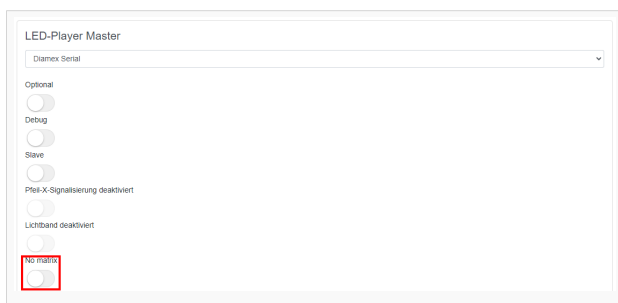 LED-Player Master
Diamex Serial
Optional
Debug
Slave
Pfeil-X-Signalisierung deaktiviert
Lichtband deaktiviert
No matrix